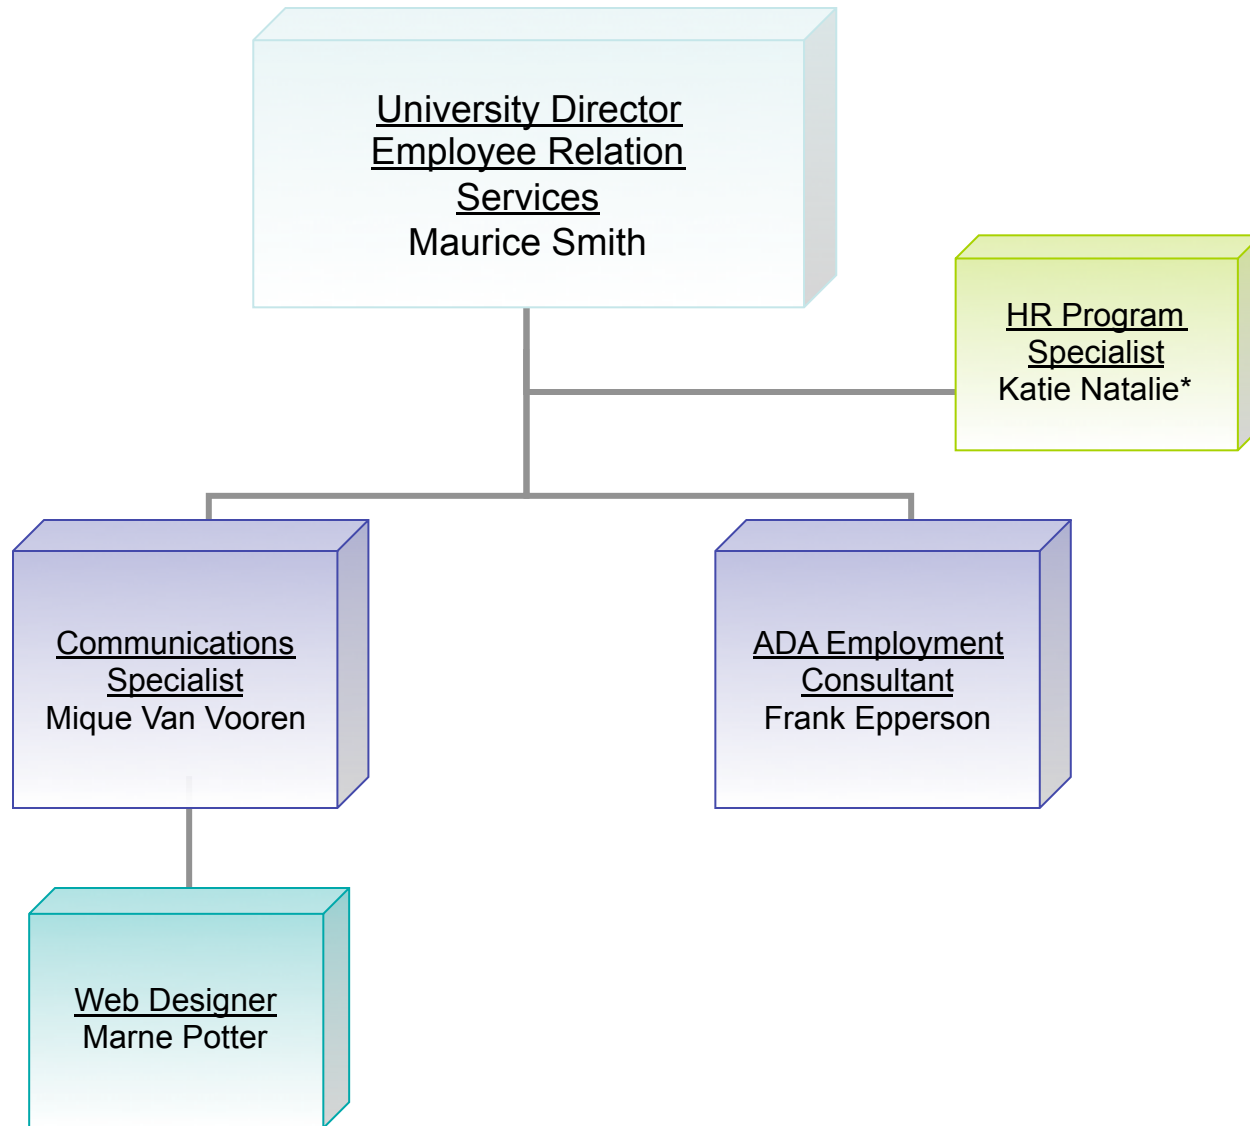 University Director
Employee Relation
Services
Maurice Smith
HR Program
Specialist
Katie Natalie*
Communications
Specialist
Mique Van Vooren
ADA Employment
Consultant
Frank Epperson
Web Designer
Marne Potter